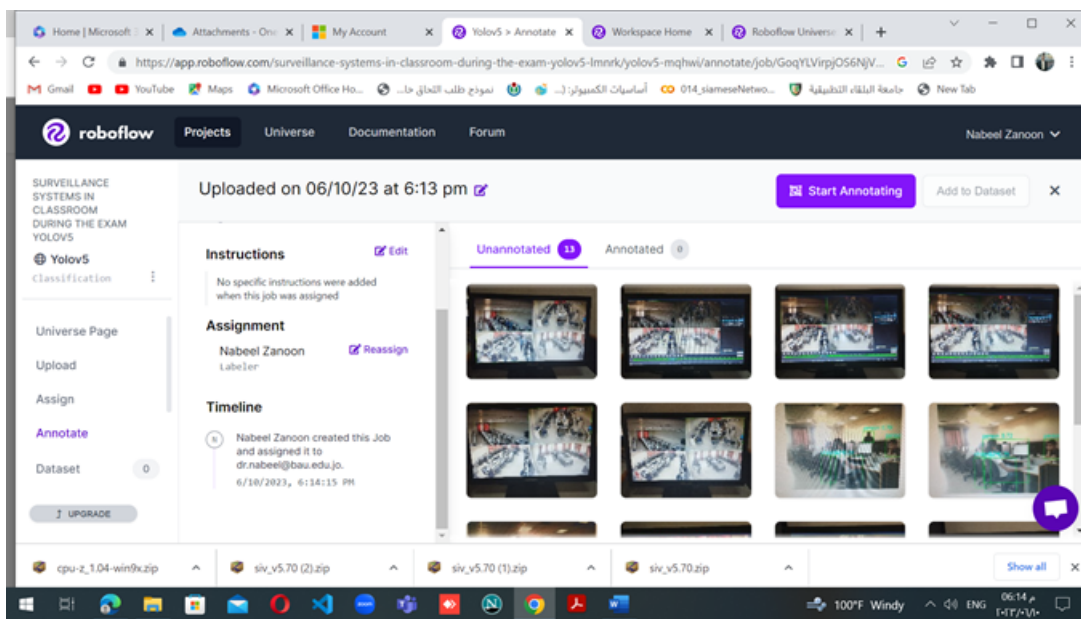 Home | Microsoft
Attachments - One
My Account
Yolov5 > Annotate
Workspace Home
Roboflow Universe
https://app.roboflow.com/surveillance-systems-in-classroom-during-the-exam-yolov5-lmnrk/yolov5-mqhwi/annotate/job/GoqYLVirpjOS6NjV...
Gmail
YouTube
Maps
Microsoft Office Ho...
نموذج طلب التحاق خا...
أساسيات الكمبيوتر: (...
014_siameseNetwo...
جامعة البلقاء التطبيقية
New Tab
roboflow
Projects
Universe
Documentation
Forum
Nabeel Zanoon
SURVEILLANCE
SYSTEMS IN
CLASSROOM
DURING THE EXAM
YOLOV5
Yolov5
Classification
Universe Page
Upload
Assign
Annotate
Dataset 0
UPGRADE
Uploaded on 06/10/23 at 6:13 pm
Start Annotating
Add to Dataset
Instructions
Edit
No specific instructions were added
when this job was assigned
Assignment
Nabeel Zanoon
Reassign
Labeler
Timeline
N
Nabeel Zanoon created this Job
and assigned it to
dr.nabeel@bau.edu.jo.
6/10/2023, 6:14:15 PM
Unannotated 13
Annotated 0
cpu-z_1.04-win9x.zip
siv_v5.70 (2).zip
siv_v5.70 (1).zip
siv_v5.70.zip
Show all
zoom
100°F Windy
ENG
06:14 م